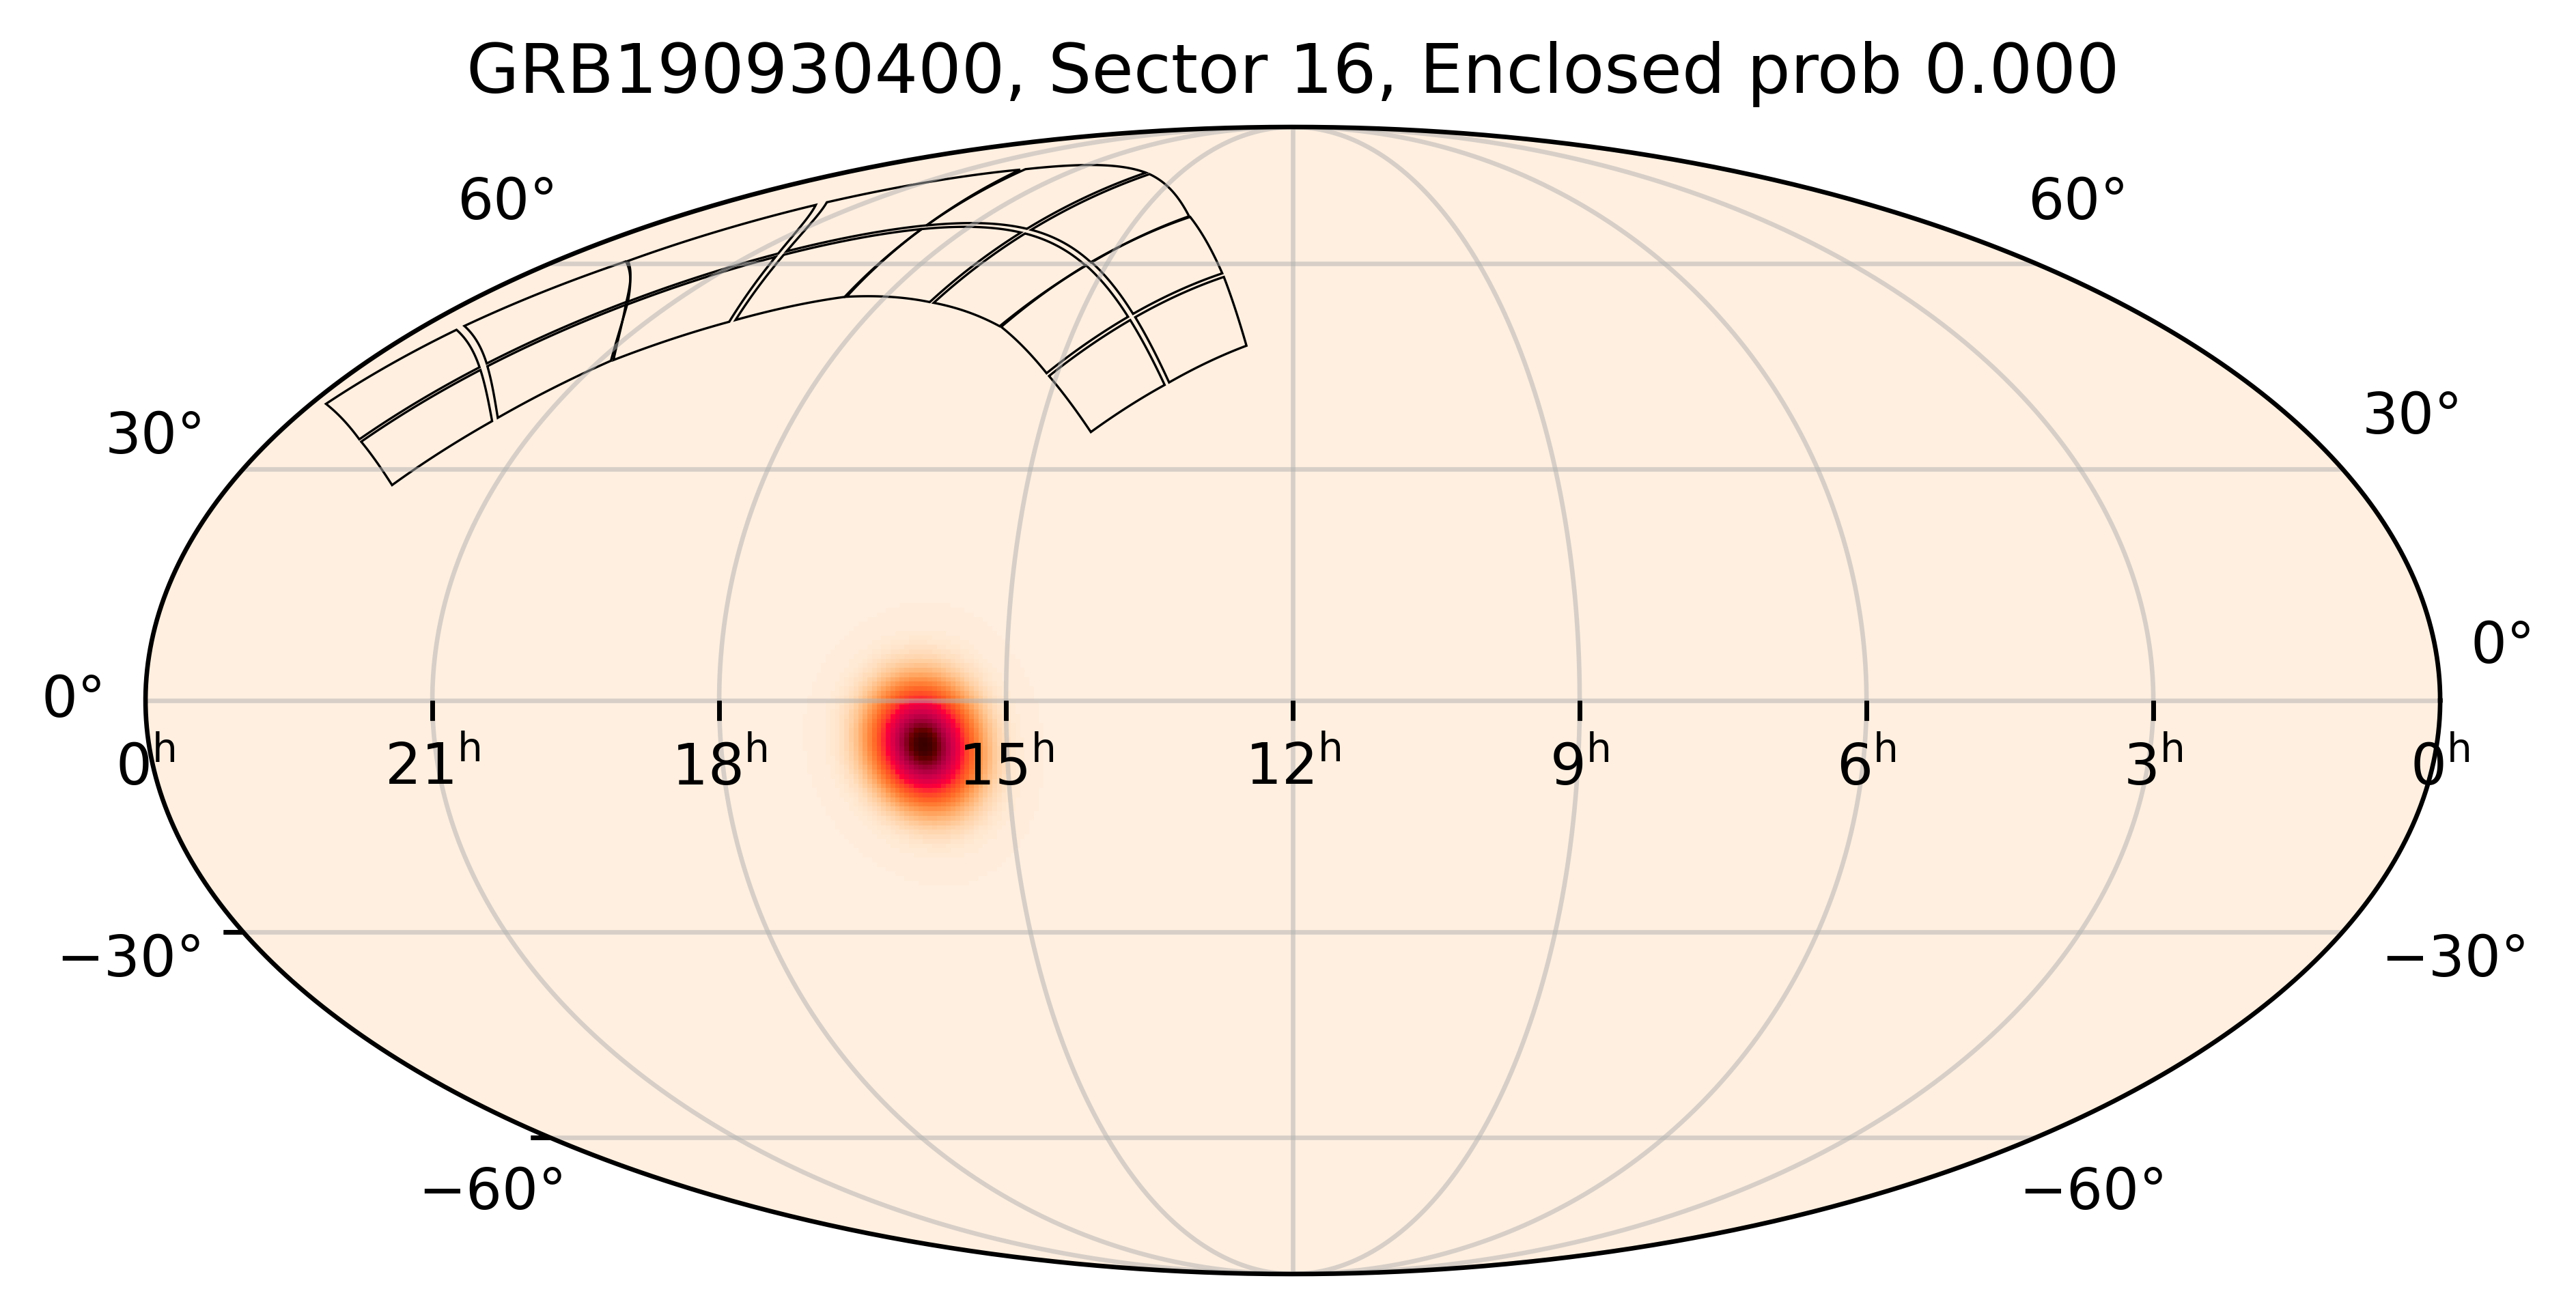 GRB190930400, Sector 16, Enclosed prob 0.000
60° 60°
30° 30°
0° 0°
0h 21h 18h 15h 12h 9h 6h 3h 0h
−30° −30°
−60° −60°